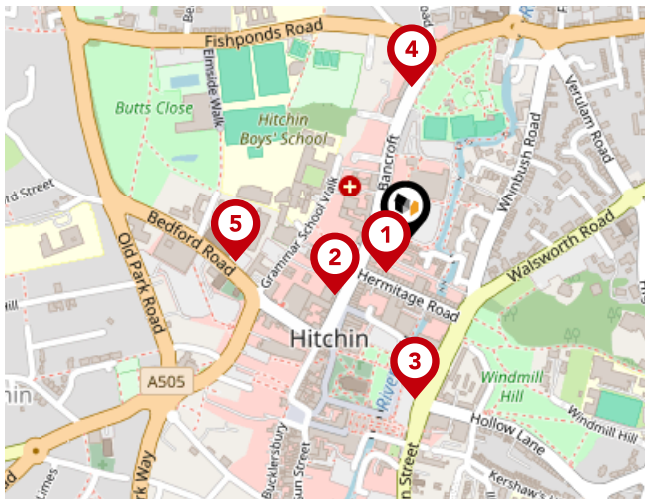 Fishponds Road
Elmside Walk
Butts Close
Hitchin
Boys' School
4
Bancroft
Whinbush Road
Verulam Road
Grammar School Walk
5
Bedford Road
1
2
Walsworth Road
Old Park Road
Hermitage Road
Hitchin
3
A505
Windmill
Hill
Windmill Hill
Hollow Lane
Bucklersbury
Kershaw's
Hill
Street
Limes